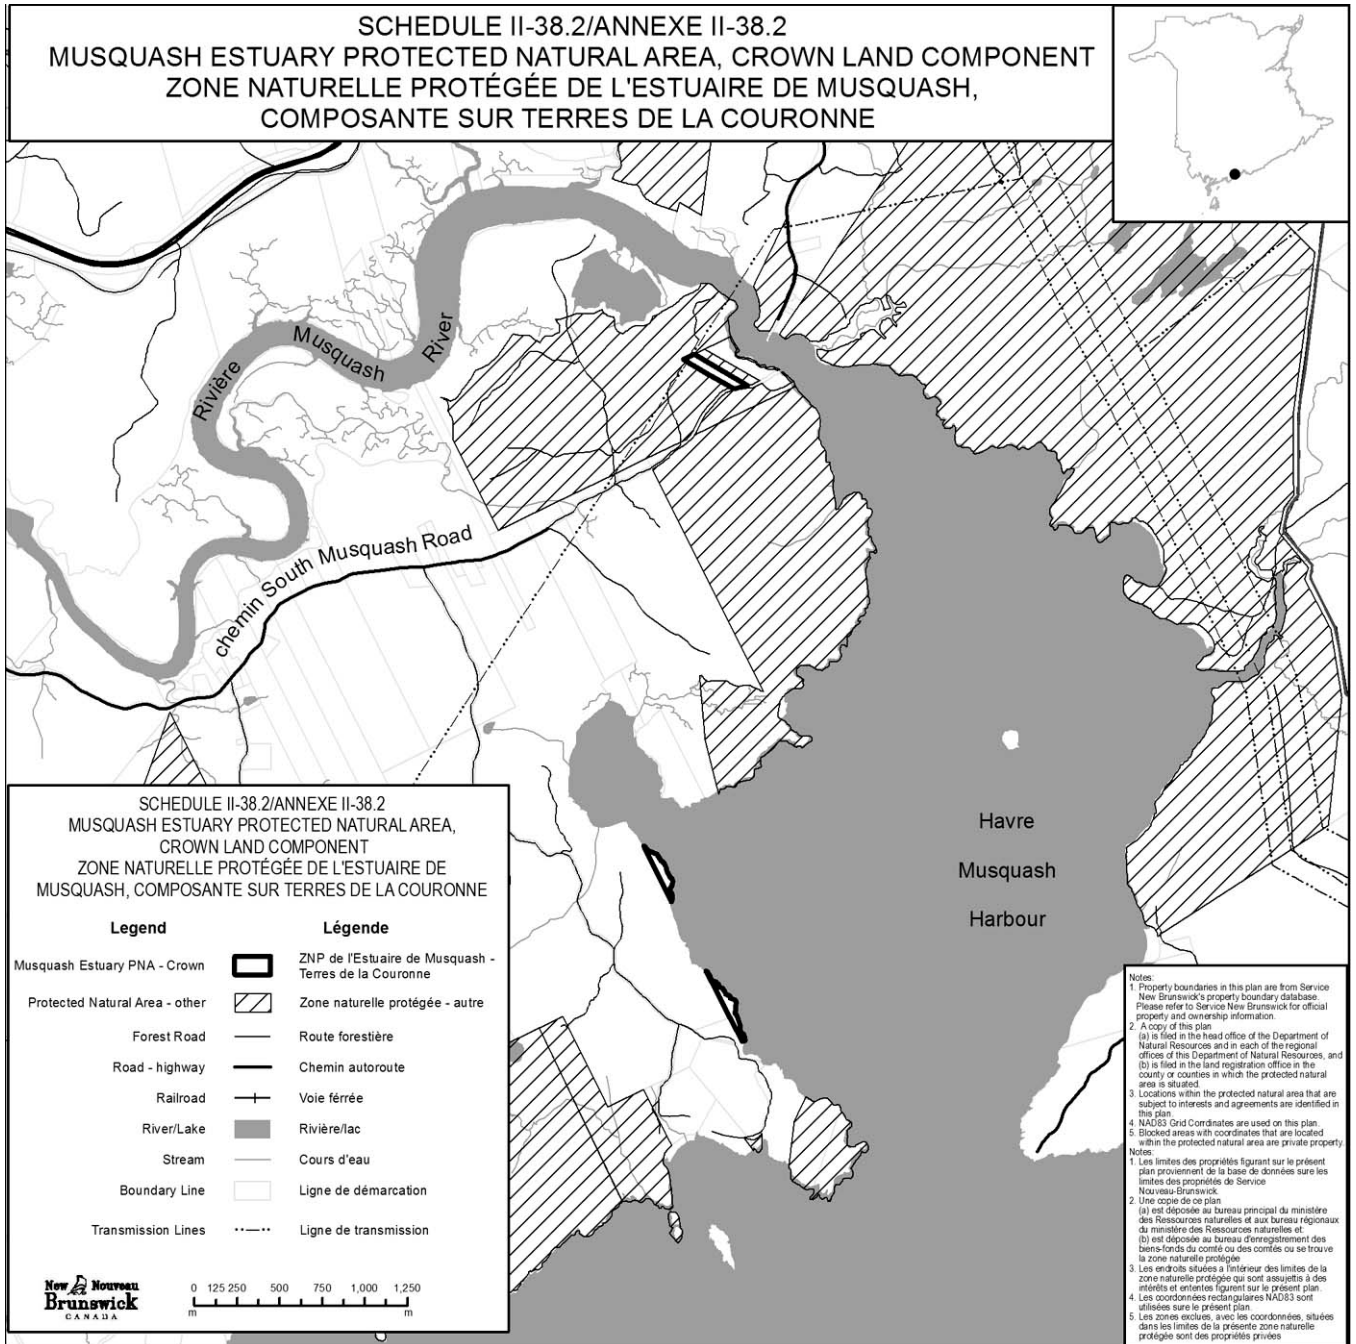 SCHEDULE II-38.2/ANNEXE II-38.2
MUSQUASH ESTUARY PROTECTED NATURAL AREA, CROWN LAND COMPONENT
ZONE NATURELLE PROTÉGÉE DE L'ESTUAIRE DE MUSQUASH,
COMPOSANTE SUR TERRES DE LA COURONNE
Rivière Musquash River
chemin South Musquash Road
Havre
Musquash
Harbour
SCHEDULE II-38.2/ANNEXE II-38.2
MUSQUASH ESTUARY PROTECTED NATURAL AREA,
CROWN LAND COMPONENT
ZONE NATURELLE PROTÉGÉE DE L'ESTUAIRE DE
MUSQUASH, COMPOSANTE SUR TERRES DE LA COURONNE
Legend Légende
Musquash Estuary PNA - Crown ZNP de l'Estuaire de Musquash -
Terres de la Couronne
Protected Natural Area - other Zone naturelle protégée - autre
Forest Road Route forestière
Road - highway Chemin autoroute
Railroad Voie férrée
River/Lake Rivière/lac
Stream Cours d'eau
Boundary Line Ligne de démarcation
Transmission Lines Ligne de transmission
New Nouveau
Brunswick
CANADA
0 125 250 500 750 1,000 1,250
m m
Notes:
1. Property boundaries in this plan are from Service
New Brunswick's property boundary database.
Please refer to Service New Brunswick for official
property and ownership information.
2. A copy of this plan
(a) is filed in the head office of the Department of
Natural Resources and in each of the regional
offices of this Department of Natural Resources, and
(b) is filed in the land registration offfice in the
county or counties in which the protected natural
area is situated.
3. Locations within the protected natural area that are
subject to interests and agreements are identified in
this plan.
4. NAD83 Grid Corrdinates are used on this plan.
5. Blocked areas with coordinates that are located
within the protected natural area are private property.
Notes:
1. Les limites des propriétés figurant sur le présent
plan proviennent de la base de données sure les
limites des propriétés de Service
Nouveau-Brunswick.
2. Une copie de ce plan
(a) est déposée au bureau principal du ministére
des Ressources naturelles et aux bureau régionaux
du ministére des Ressources naturelles et:
(b) est déposée au bureau d'enregistrement des
biens-fonds du comté ou des comtés ou se trouve
la zone naturelle protégée
3. Les endroits situées a l'intérieur des limites de la
zone naturelle protégée qui sont assujettis à des
intérêts et ententes figurent sur le présent plan.
4. Les coordonnées rectangulaires NAD83 sont
utilisées sure le présent plan.
5. Les zones exclues, avec les coordonnées, situées
dans les limites de la présente zone naturelle
protégée sont des propriétés privées